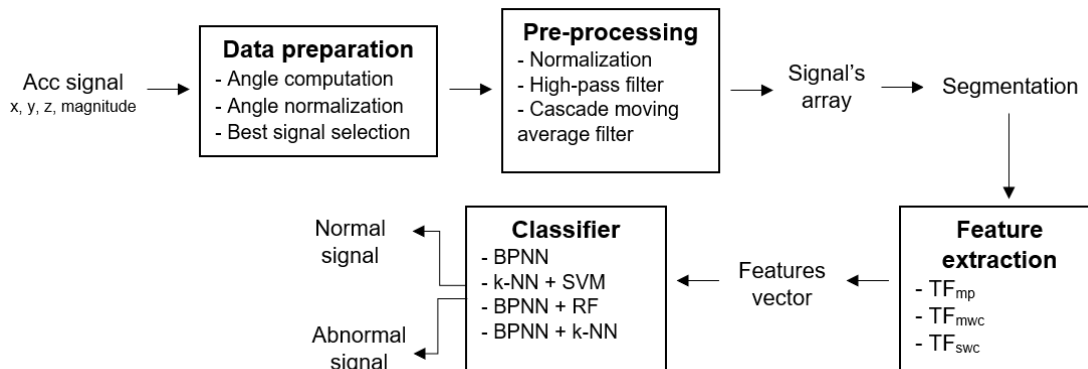 Acc signal
x, y, z, magnitude
Data preparation
- Angle computation
- Angle normalization
- Best signal selection
Pre-processing
- Normalization
- High-pass filter
- Cascade moving
average filter
Signal's
array
Segmentation
Feature
extraction
- TFmp
- TFmwc
- TFswc
Features
vector
Classifier
- BPNN
- k-NN + SVM
- BPNN + RF
- BPNN + k-NN
Normal
signal
Abnormal
signal